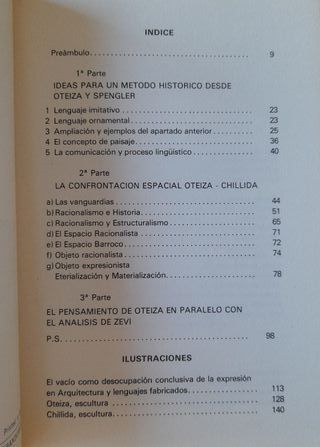 INDICE
Preámbulo........................................ 9
1ª Parte
IDEAS PARA UN METODO HISTORICO DESDE
OTEIZA Y SPENGLER
1 Lenguaje imitativo............................ 23
2 Lenguaje ornamental.......................... 23
3 Ampliación y ejemplos del apartado anterior......... 25
4 El concepto de paisaje......................... 36
5 La comunicación y proceso lingüístico.............. 40
2ª Parte
LA CONFRONTACION ESPACIAL OTEIZA - CHILLIDA
a) Las vanguardias.............................. 44
b) Racionalismo e Historia........................ 51
c) Racionalismo y Estructuralismo.................. 65
d) El Espacio Racionalista........................ 71
e) El Espacio Barroco............................ 72
f) Objeto racionalista........................... 74
g) Objeto expresionista
Eterialización y Materialización.................. 78
3ª Parte
EL PENSAMIENTO DE OTEIZA EN PARALELO CON
EL ANALISIS DE ZEVI
P.S............................................ 98
ILUSTRACIONES
El vacío como desocupación conclusiva de la expresión
en Arquitectura y lenguajes fabricados............. 113
Oteiza, escultura............................... 128
Chillida, escultura.............................. 140